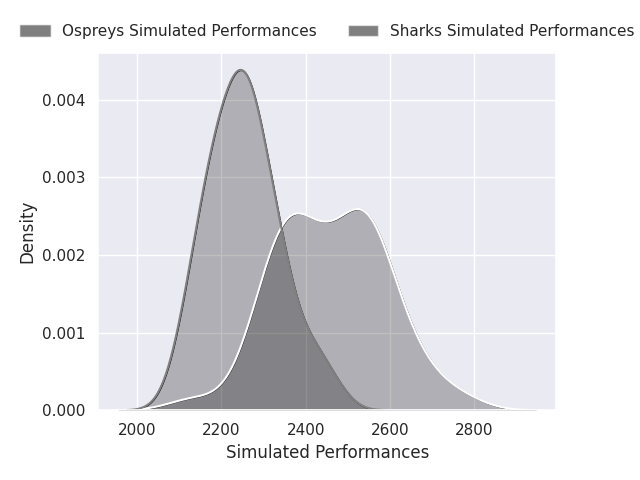 Ospreys Simulated Performances Sharks Simulated Performances
0.004
0.003
0.002
0.001
0.000
Density
2000 2200 2400 2600 2800
Simulated Performances